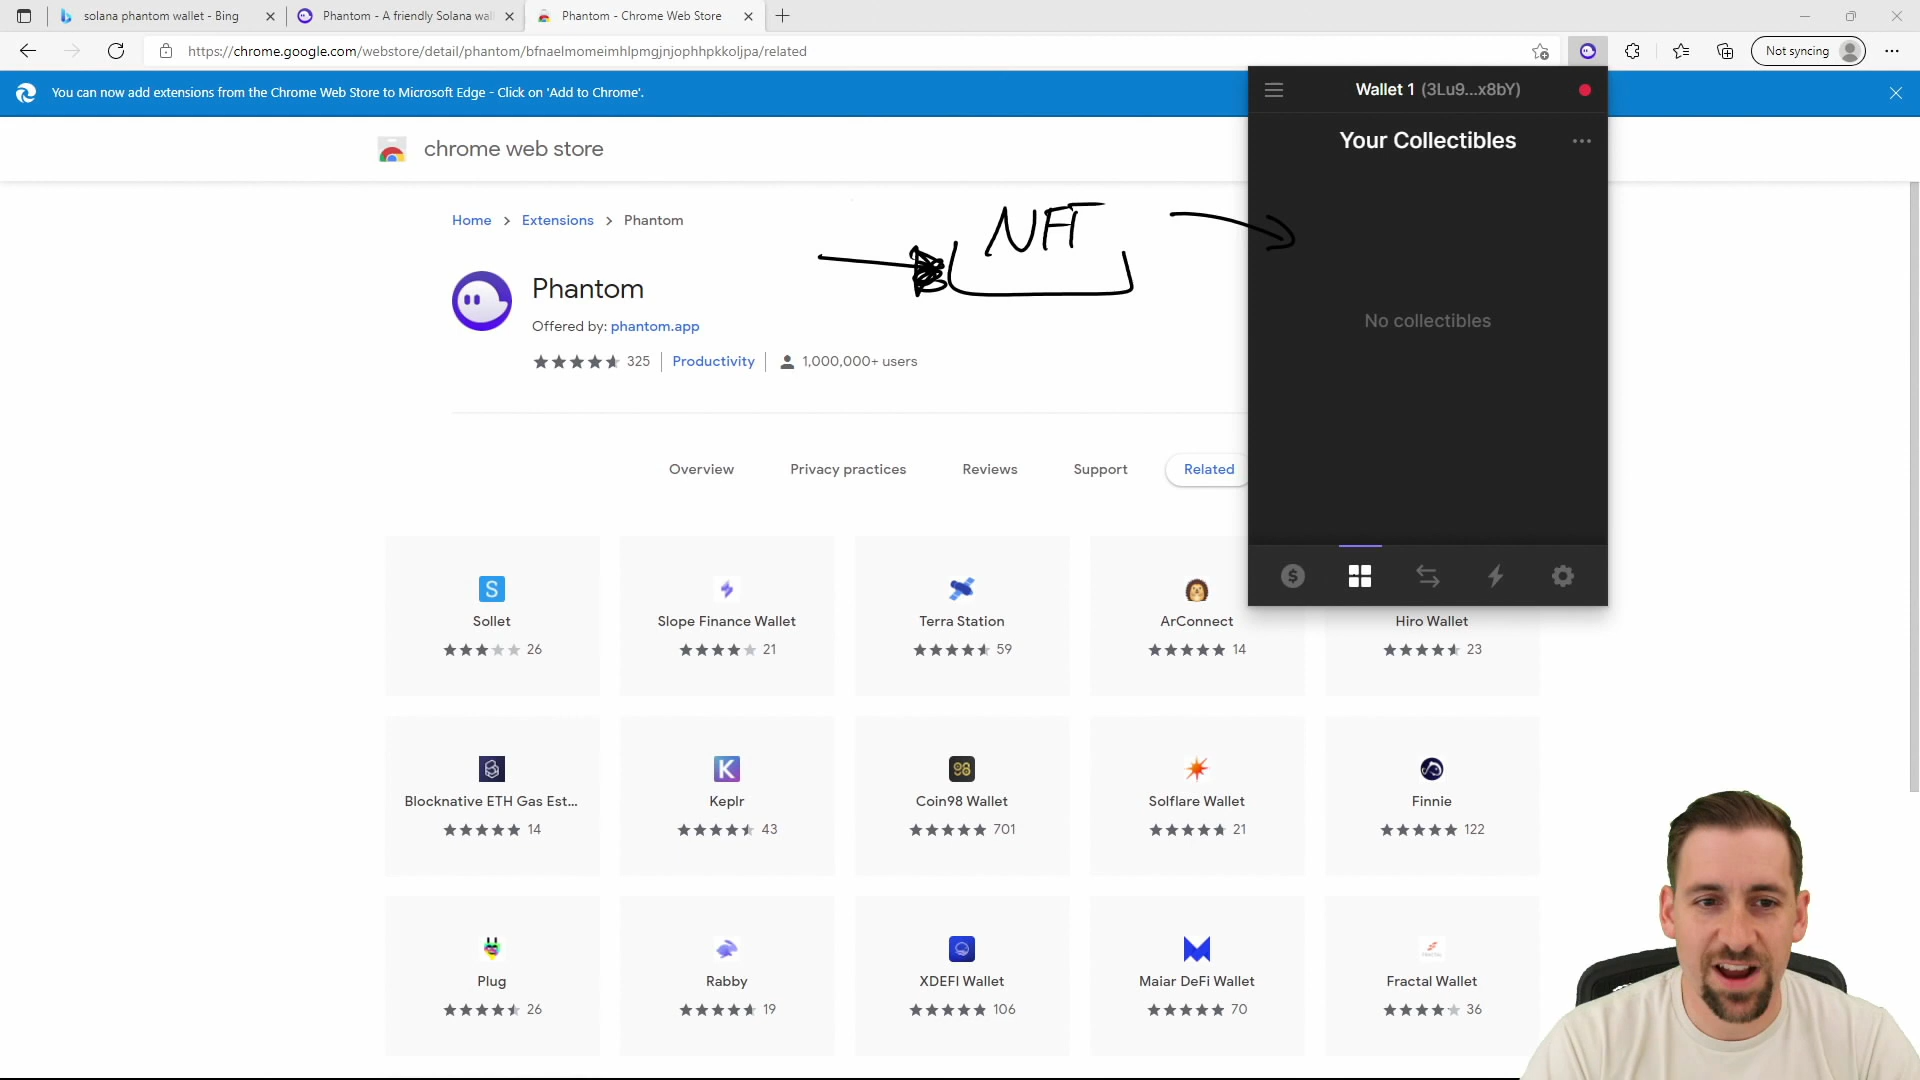 solana phantom wallet - Bing
Phantom - A friendly Solana wal
Phantom - Chrome Web Store
https://chrome.google.com/webstore/detail/phantom/bfnaelmomeimhlpmgjnjophhpkkoljpa/related
Not syncing
You can now add extensions from the Chrome Web Store to Microsoft Edge - Click on 'Add to Chrome'.
Wallet 1 (3Lu9...x8bY)
Your Collectibles
No collectibles
chrome web store
Home > Extensions > Phantom
NFT
Phantom
Offered by: phantom.app
325 Productivity 1,000,000+ users
Overview Privacy practices Reviews Support Related
Sollet Slope Finance Wallet Terra Station ArConnect Hiro Wallet
26 21 59 14 23
Blocknative ETH Gas Est... Keplr Coin98 Wallet Solflare Wallet Finnie
14 43 701 21 122
Plug Rabby XDEFI Wallet Maiar DeFi Wallet Fractal Wallet
26 19 106 70 36